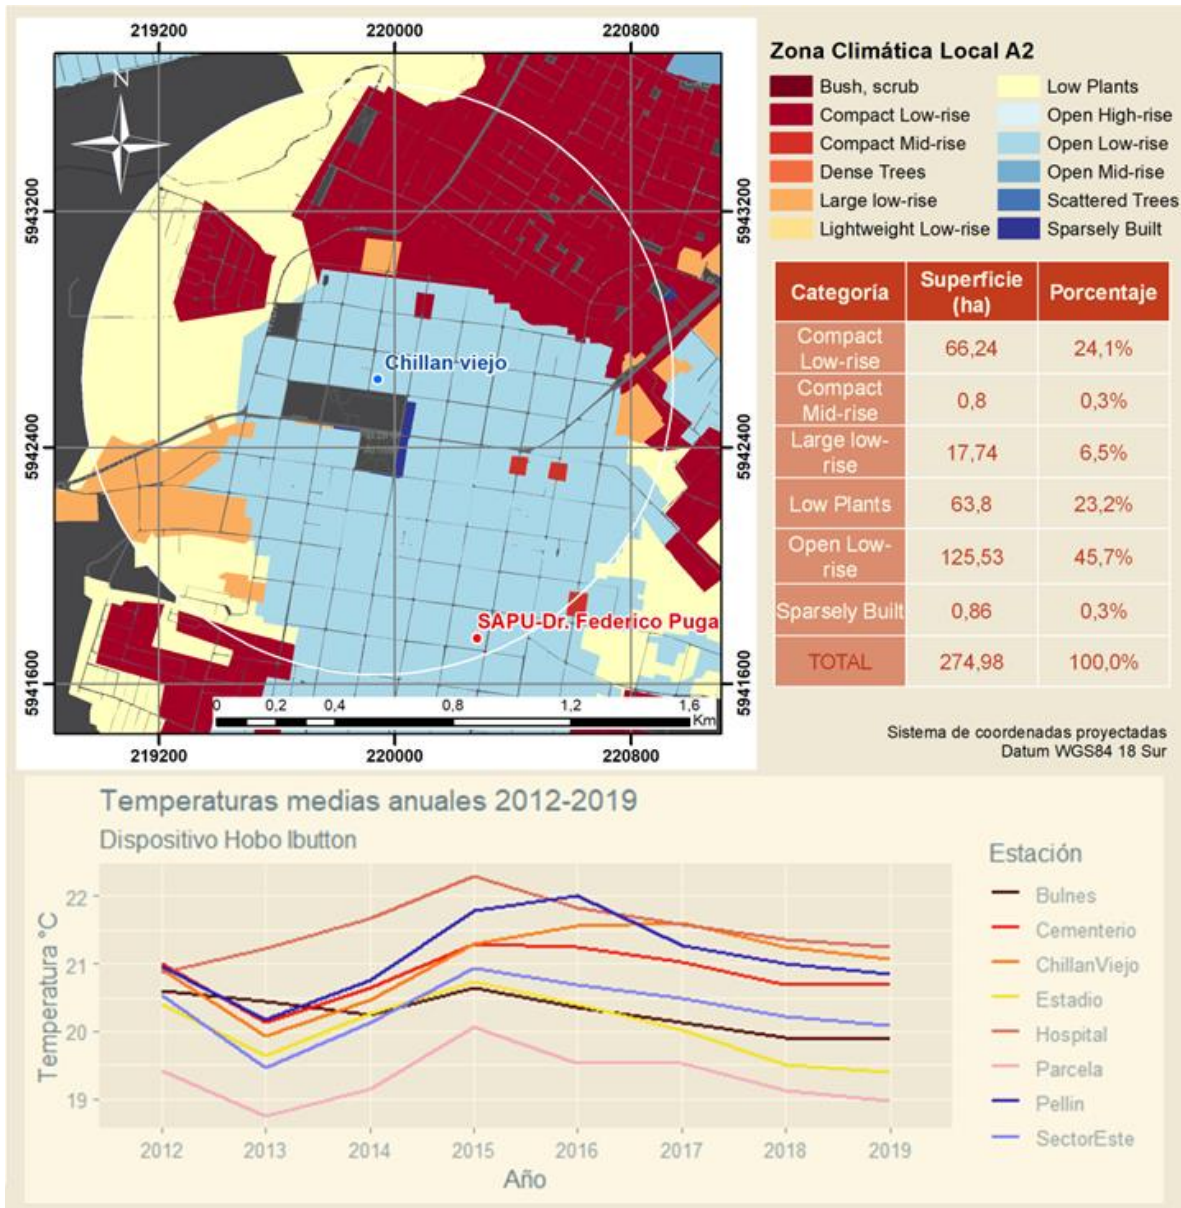 219200 220000 220800
N
5943200
5942400
5941600
Chillan viejo
SAPU-Dr. Federico Puga
0 0,2 0,4 0,8 1,2 1,6
Km
219200 220000 220800
Zona Climática Local A2
Bush, scrub
Compact Low-rise
Compact Mid-rise
Dense Trees
Large low-rise
Lightweight Low-rise
Low Plants
Open High-rise
Open Low-rise
Open Mid-rise
Scattered Trees
Sparsely Built
Categoría Superficie (ha) Porcentaje
Compact Low-rise 66,24 24,1%
Compact Mid-rise 0,8 0,3%
Large low-rise 17,74 6,5%
Low Plants 63,8 23,2%
Open Low-rise 125,53 45,7%
Sparsely Built 0,86 0,3%
TOTAL 274,98 100,0%
Sistema de coordenadas proyectadas
Datum WGS84 18 Sur
Temperaturas medias anuales 2012-2019
Dispositivo Hobo Ibutton
Temperatura °C
22
21
20
19
2012 2013 2014 2015 2016 2017 2018 2019
Año
Estación
Bulnes
Cementerio
ChillanViejo
Estadio
Hospital
Parcela
Pellin
SectorEste